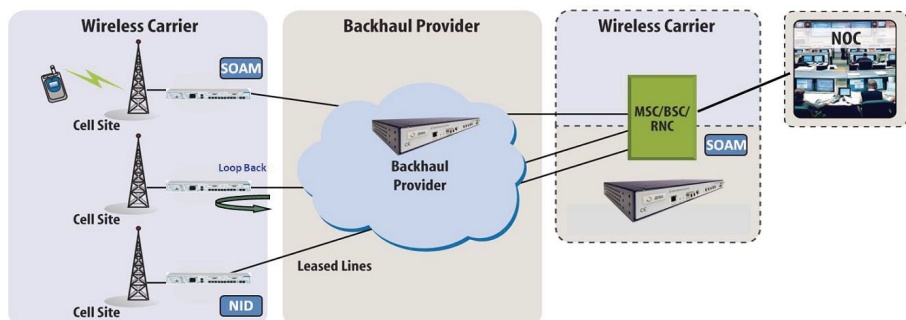 Wireless Carrier
SOAM
Cell Site
Loop Back
Cell Site
Cell Site
NID
Backhaul Provider
Backhaul
Provider
Leased Lines
Wireless Carrier
MSC/BSC/
RNC
SOAM
NOC